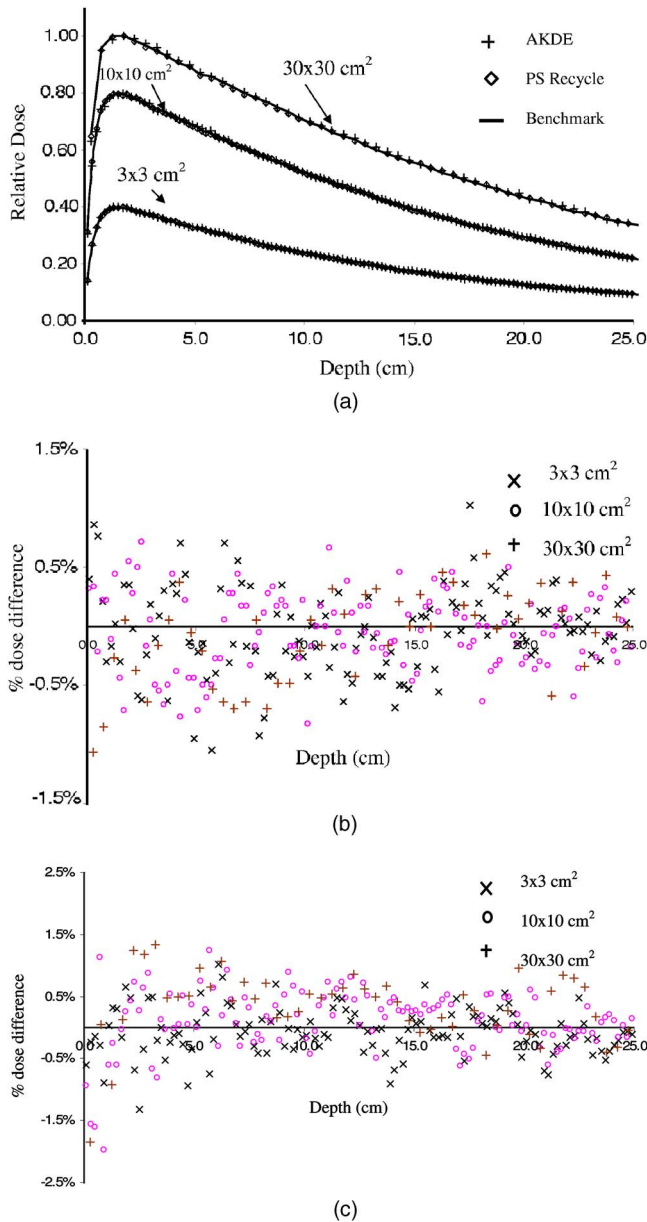 (a)
Relative Dose
1.00
0.80
0.60
0.40
0.20
0.00
10x10 cm²
30x30 cm²
3x3 cm²
AKDE
PS Recycle
Benchmark
0.0 5.0 10.0 15.0 20.0 25.0
Depth (cm)
(a)
% dose difference
1.5%
0.5%
-0.5%
-1.5%
3x3 cm²
10x10 cm²
30x30 cm²
0.0 5.0 10.0 15.0 20.0 25.0
Depth (cm)
(b)
% dose difference
2.5%
1.5%
0.5%
-0.5%
-1.5%
-2.5%
3x3 cm²
10x10 cm²
30x30 cm²
0.0 5.0 10.0 15.0 20.0 25.0
Depth (cm)
(c)